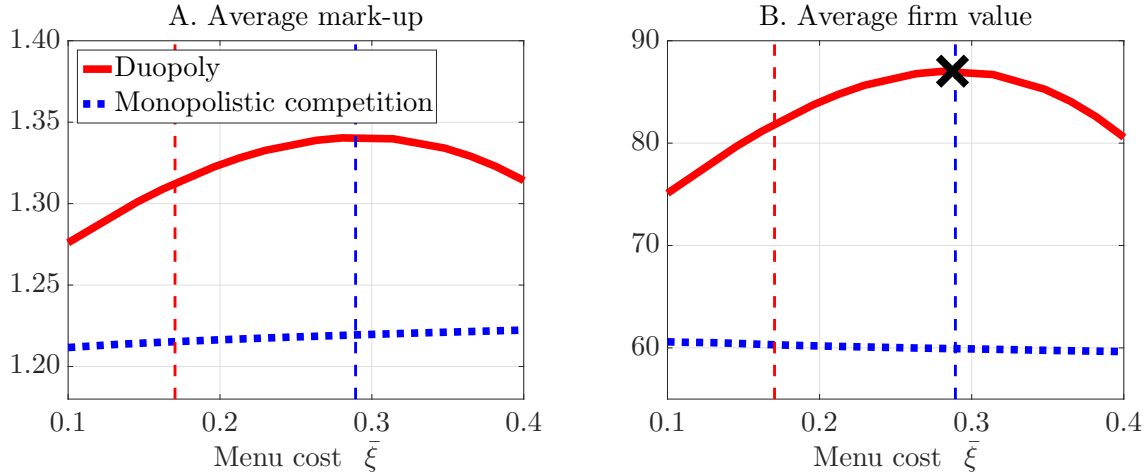 A. Average mark-up
1.40
1.35
1.30
1.25
1.20
Duopoly
Monopolistic competition
0.1 0.2 0.3 0.4
Menu cost ξ̄
B. Average firm value
90
80
70
60
0.1 0.2 0.3 0.4
Menu cost ξ̄